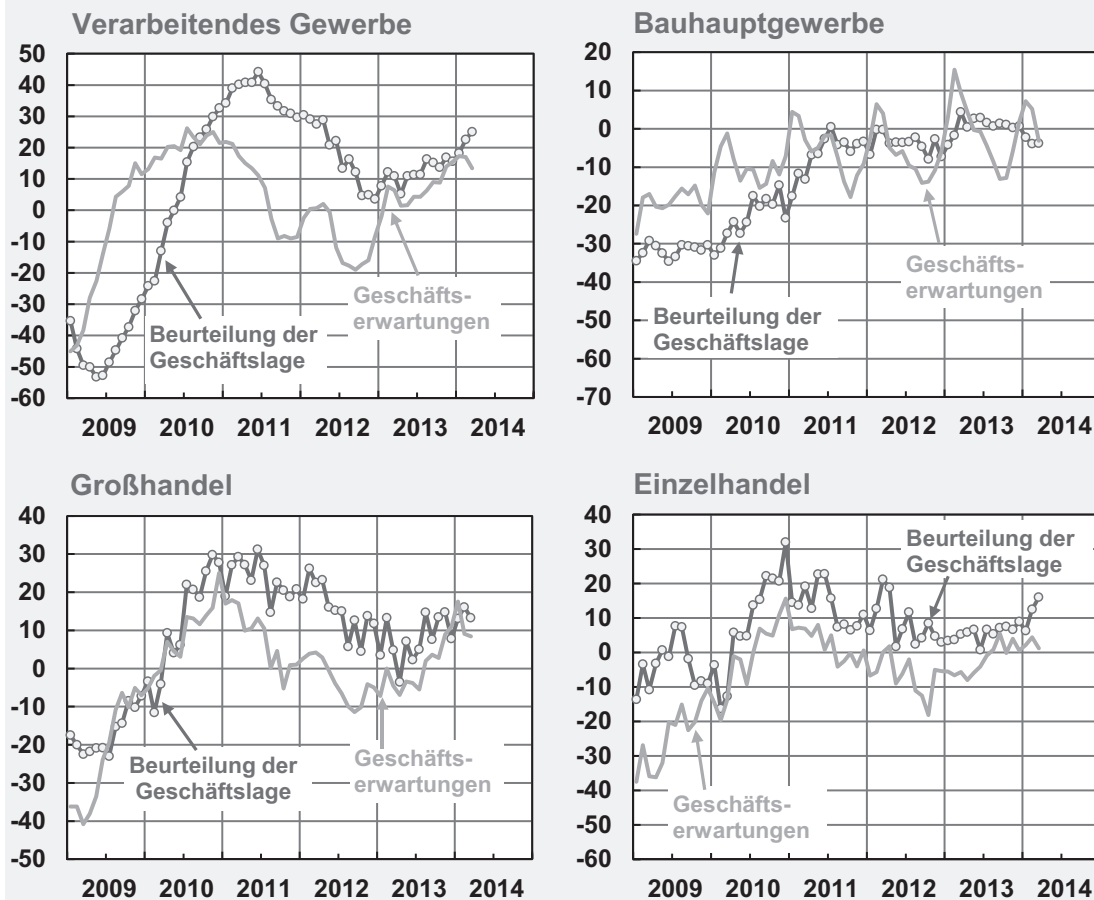 Verarbeitendes Gewerbe
50
40
30
20
10
0
-10
-20
-30
-40
-50
-60
Geschäfts-
erwartungen
Beurteilung der
Geschäftslage
2009 2010 2011 2012 2013 2014
Bauhauptgewerbe
20
10
0
-10
-20
-30
-40
-50
-60
-70
Geschäfts-
erwartungen
Beurteilung der
Geschäftslage
2009 2010 2011 2012 2013 2014
Großhandel
40
30
20
10
0
-10
-20
-30
-40
-50
Beurteilung der
Geschäftslage
Geschäfts-
erwartungen
2009 2010 2011 2012 2013 2014
Einzelhandel
40
30
20
10
0
-10
-20
-30
-40
-50
-60
Beurteilung der
Geschäftslage
Geschäfts-
erwartungen
2009 2010 2011 2012 2013 2014